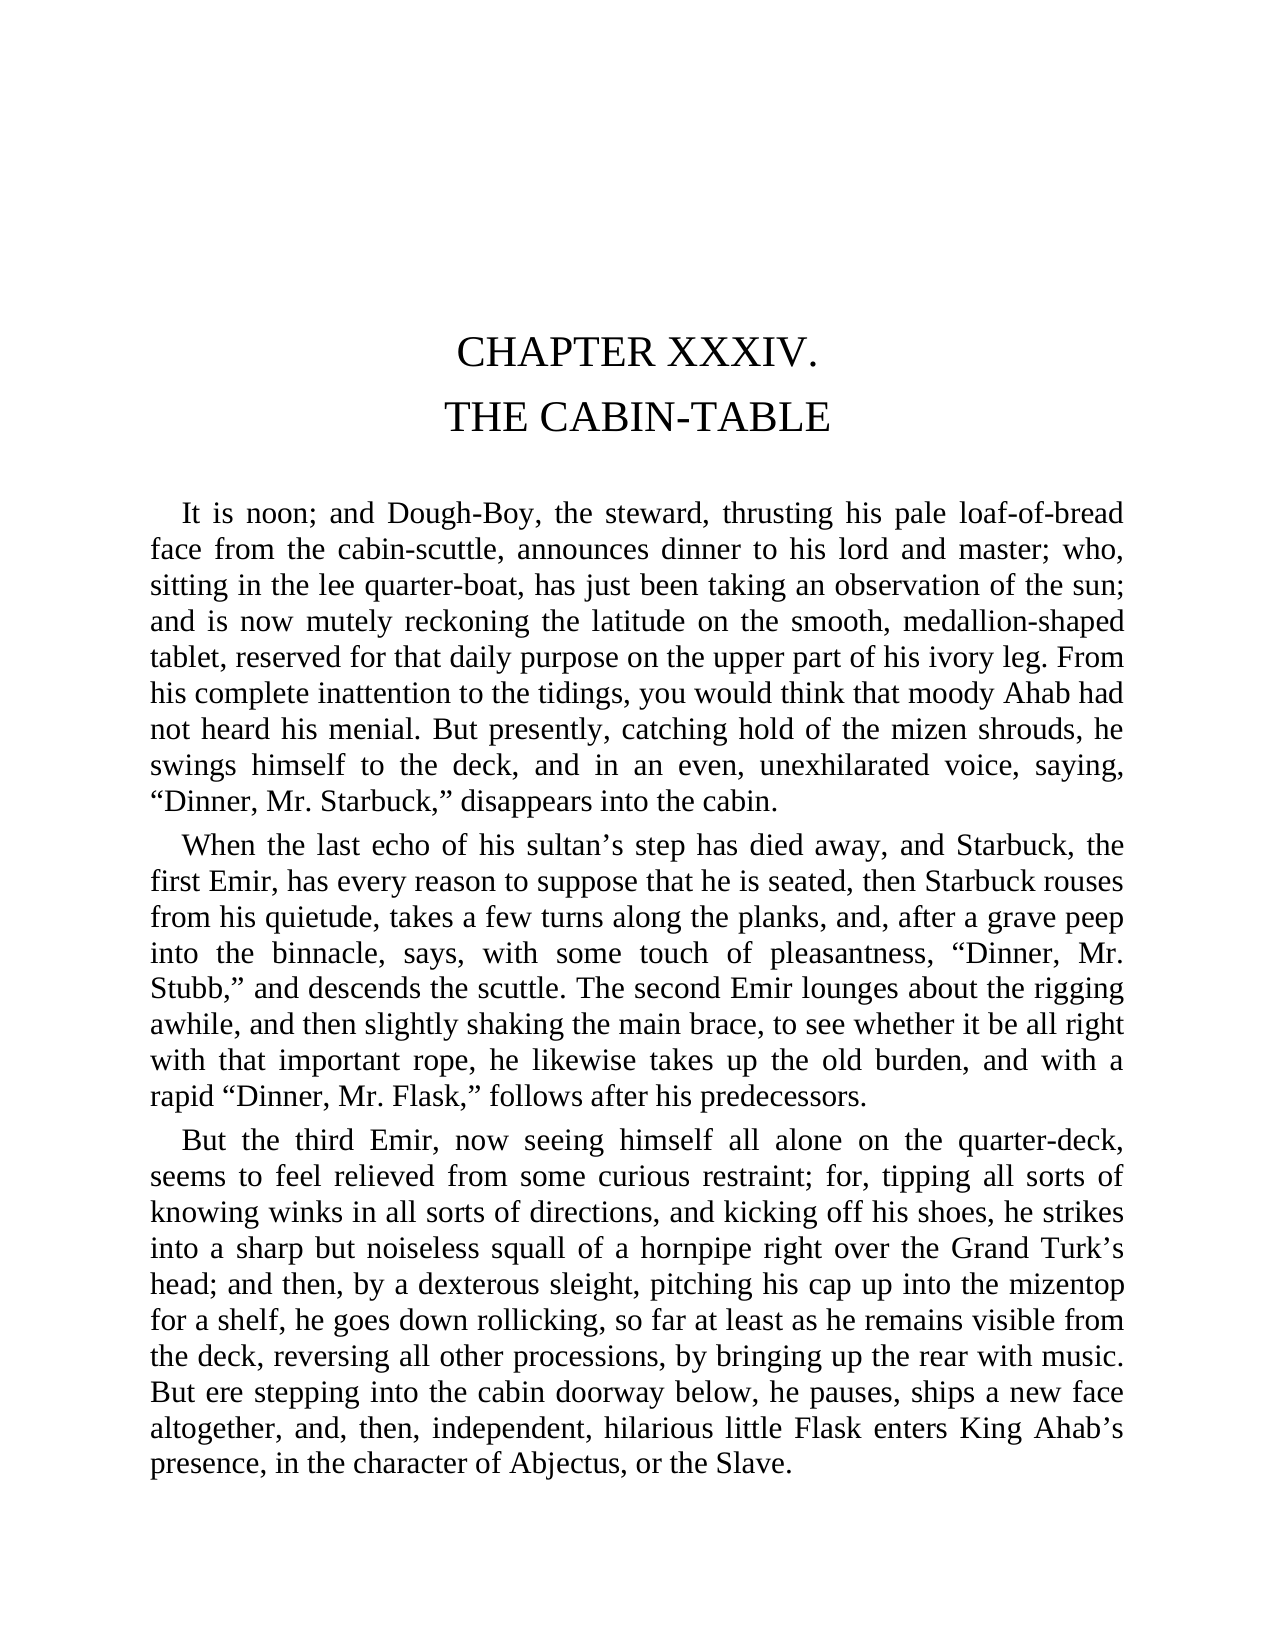 CHAPTER XXXIV.
THE CABIN-TABLE
It is noon; and Dough-Boy, the steward, thrusting his pale loaf-of-bread
face from the cabin-scuttle, announces dinner to his lord and master; who,
sitting in the lee quarter-boat, has just been taking an observation of the sun;
and is now mutely reckoning the latitude on the smooth, medallion-shaped
tablet, reserved for that daily purpose on the upper part of his ivory leg. From
his complete inattention to the tidings, you would think that moody Ahab had
not heard his menial. But presently, catching hold of the mizen shrouds, he
swings himself to the deck, and in an even, unexhilarated voice, saying,
“Dinner, Mr. Starbuck,” disappears into the cabin.
When the last echo of his sultan’s step has died away, and Starbuck, the
first Emir, has every reason to suppose that he is seated, then Starbuck rouses
from his quietude, takes a few turns along the planks, and, after a grave peep
into the binnacle, says, with some touch of pleasantness, “Dinner, Mr.
Stubb,” and descends the scuttle. The second Emir lounges about the rigging
awhile, and then slightly shaking the main brace, to see whether it be all right
with that important rope, he likewise takes up the old burden, and with a
rapid “Dinner, Mr. Flask,” follows after his predecessors.
But the third Emir, now seeing himself all alone on the quarter-deck,
seems to feel relieved from some curious restraint; for, tipping all sorts of
knowing winks in all sorts of directions, and kicking off his shoes, he strikes
into a sharp but noiseless squall of a hornpipe right over the Grand Turk’s
head; and then, by a dexterous sleight, pitching his cap up into the mizentop
for a shelf, he goes down rollicking, so far at least as he remains visible from
the deck, reversing all other processions, by bringing up the rear with music.
But ere stepping into the cabin doorway below, he pauses, ships a new face
altogether, and, then, independent, hilarious little Flask enters King Ahab’s
presence, in the character of Abjectus, or the Slave.